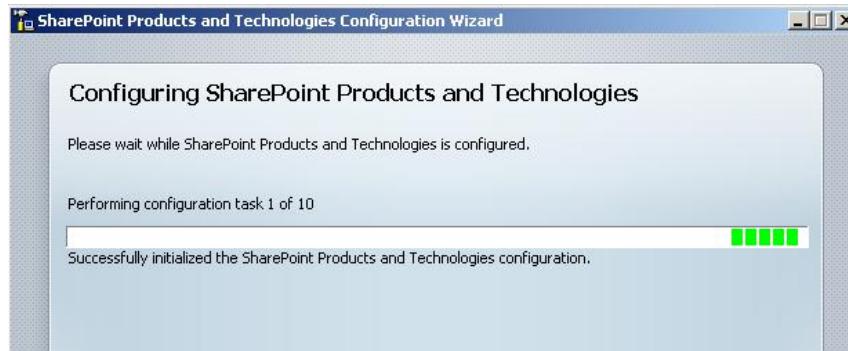 SharePoint Products and Technologies Configuration Wizard
Configuring SharePoint Products and Technologies
Please wait while SharePoint Products and Technologies is configured.
Performing configuration task 1 of 10
Successfully initialized the SharePoint Products and Technologies configuration.